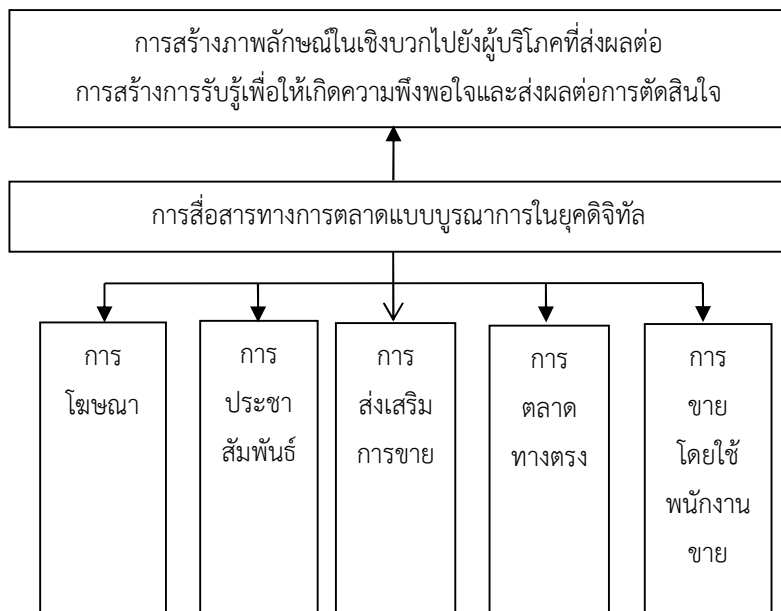 การสร้างภาพลักษณ์ในเชิงบวกไปยังผู้บริโภคที่ส่งผลต่อ
การสร้างการรับรู้เพื่อให้เกิดความพึงพอใจและส่งผลต่อการตัดสินใจ
การสื่อสารทางการตลาดแบบบูรณาการในยุคดิจิทัล
การ
โฆษณา
การ
ประชา
สัมพันธ์
การ
ส่งเสริม
การขาย
การ
ตลาด
ทางตรง
การ
ขาย
โดยใช้
พนักงาน
ขาย